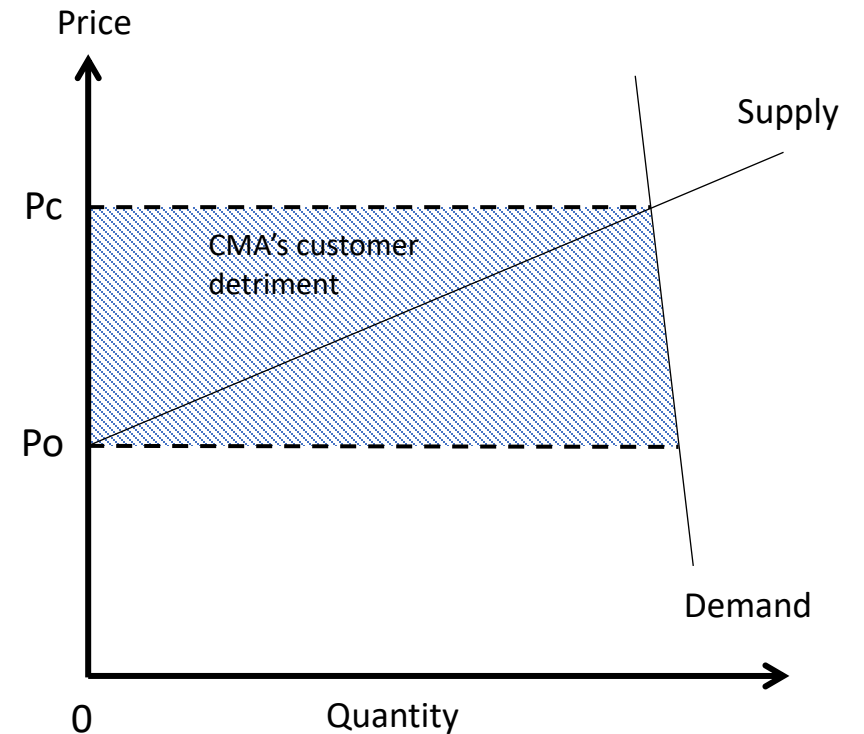 Price
Supply
Pc
CMA's customer
detriment
Po
Demand
0
Quantity